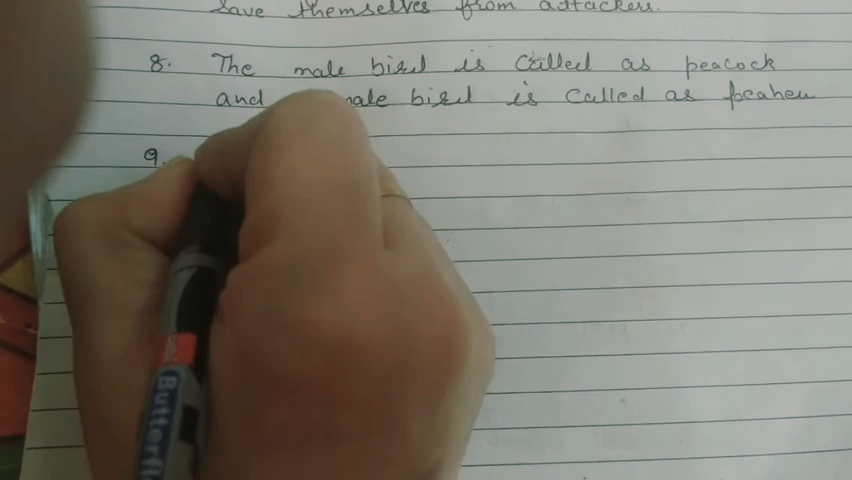 save themselves from attackers.
8. The male bird is called as peacock
and male bird is called as peahen
9.
Butterfl